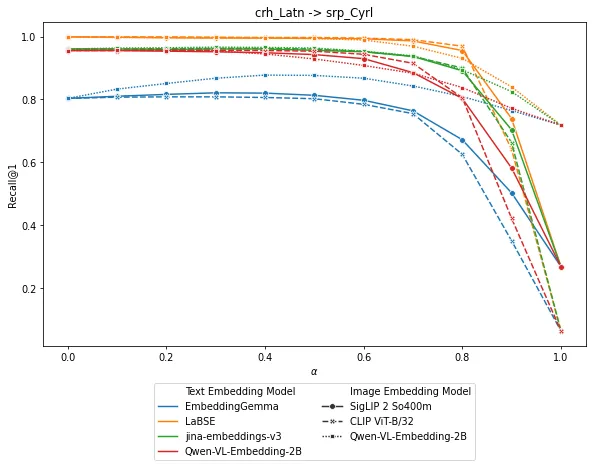 crh_Latn -> srp_Cyrl
Recall@1
1.0
0.8
0.6
0.4
0.2
0.0 0.2 0.4 0.6 0.8 1.0
α
Text Embedding Model
EmbeddingGemma
LaBSE
jina-embeddings-v3
Qwen-VL-Embedding-2B
Image Embedding Model
SigLIP 2 So400m
CLIP ViT-B/32
Qwen-VL-Embedding-2B